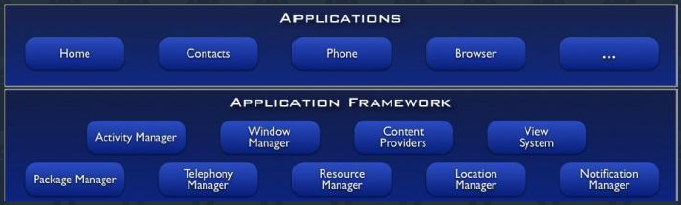 APPLICATIONS
Home
Contacts
Phone
Browser
...
APPLICATION FRAMEWORK
Activity Manager
Window
Manager
Content
Providers
View
System
Package Manager
Telephony
Manager
Resource
Manager
Location
Manager
Notification
Manager